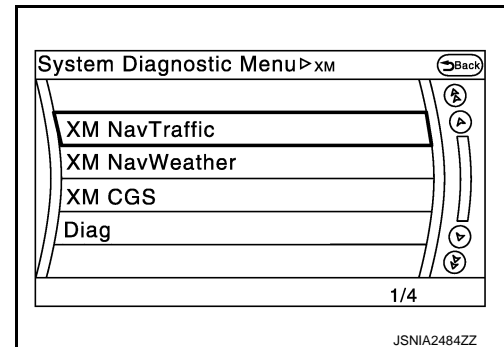 System Diagnostic Menu▷XM
Back
XM NavTraffic
XM NavWeather
XM CGS
Diag
1/4
JSNIA2484ZZ